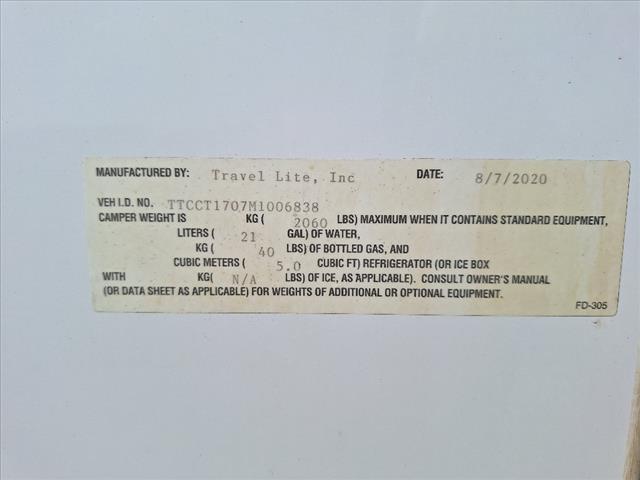 MANUFACTURED BY: Travel Lite, Inc DATE: 8/7/2020
VEH I.D. NO. TTCCT1707M1006838
CAMPER WEIGHT IS KG ( 2060 LBS) MAXIMUM WHEN IT CONTAINS STANDARD EQUIPMENT,
LITERS ( 21 GAL) OF WATER,
KG ( 40 LBS) OF BOTTLED GAS, AND
CUBIC METERS ( 5.0 CUBIC FT) REFRIGERATOR (OR ICE BOX
WITH KG( N/A LBS) OF ICE, AS APPLICABLE). CONSULT OWNER'S MANUAL
(OR DATA SHEET AS APPLICABLE) FOR WEIGHTS OF ADDITIONAL OR OPTIONAL EQUIPMENT.
FD-305